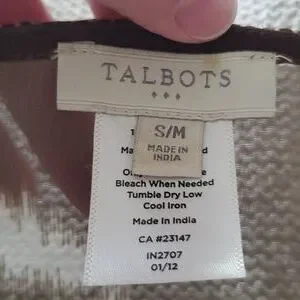 TALBOTS
S/M
MADE IN
INDIA
Bleach When Needed
Tumble Dry Low
Cool Iron
Made In India
CA #23147
IN2707
01/12